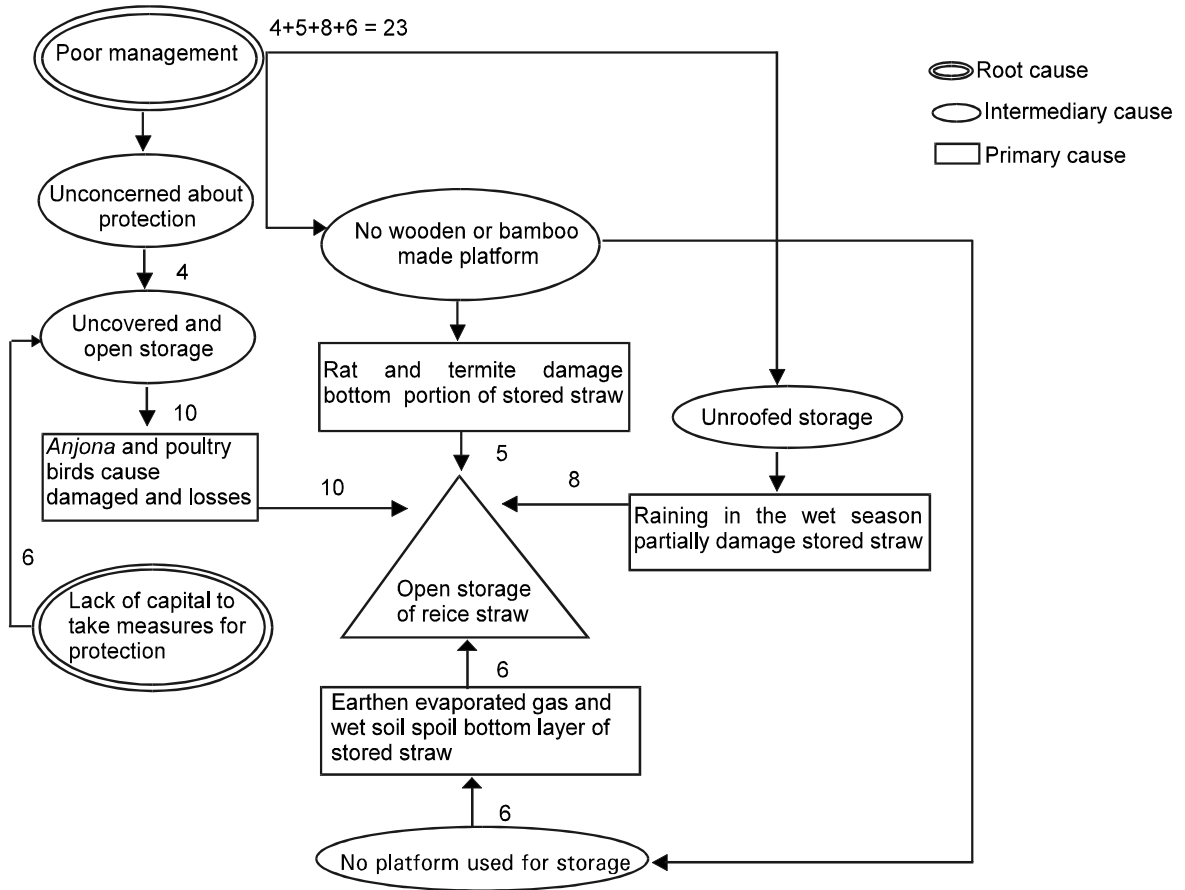 4+5+8+6 = 23
Poor management
Root cause
Intermediary cause
Primary cause
Unconcerned about
protection
4
No wooden or bamboo
made platform
Uncovered and
open storage
10
Rat and termite damage
bottom portion of stored straw
5
Unroofed storage
Anjona and poultry
birds cause
damaged and losses
10
8
Raining in the wet season
partially damage stored straw
6
Lack of capital to
take measures for
protection
Open storage
of reice straw
6
Earthen evaporated gas and
wet soil spoil bottom layer of
stored straw
6
No platform used for storage